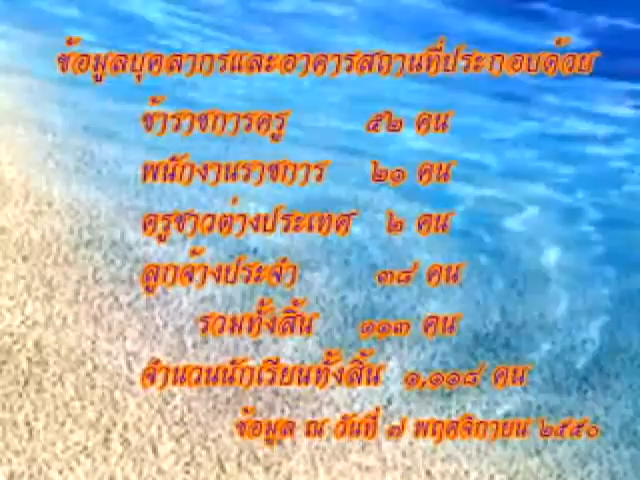 ข้อมูลบุคลากรและอาคารสถานที่ประกอบด้วย
ข้าราชการครู ๕๒ คน
พนักงานราชการ ๒๑ คน
ครูชาวต่างประเทศ ๒ คน
ลูกจ้างประจำ ๓๘ คน
รวมทั้งสิ้น ๑๑๓ คน
จำนวนนักเรียนทั้งสิ้น ๑,๑๑๘ คน
ข้อมูล ณ วันที่ ๗ พฤศจิกายน ๒๕๕๐